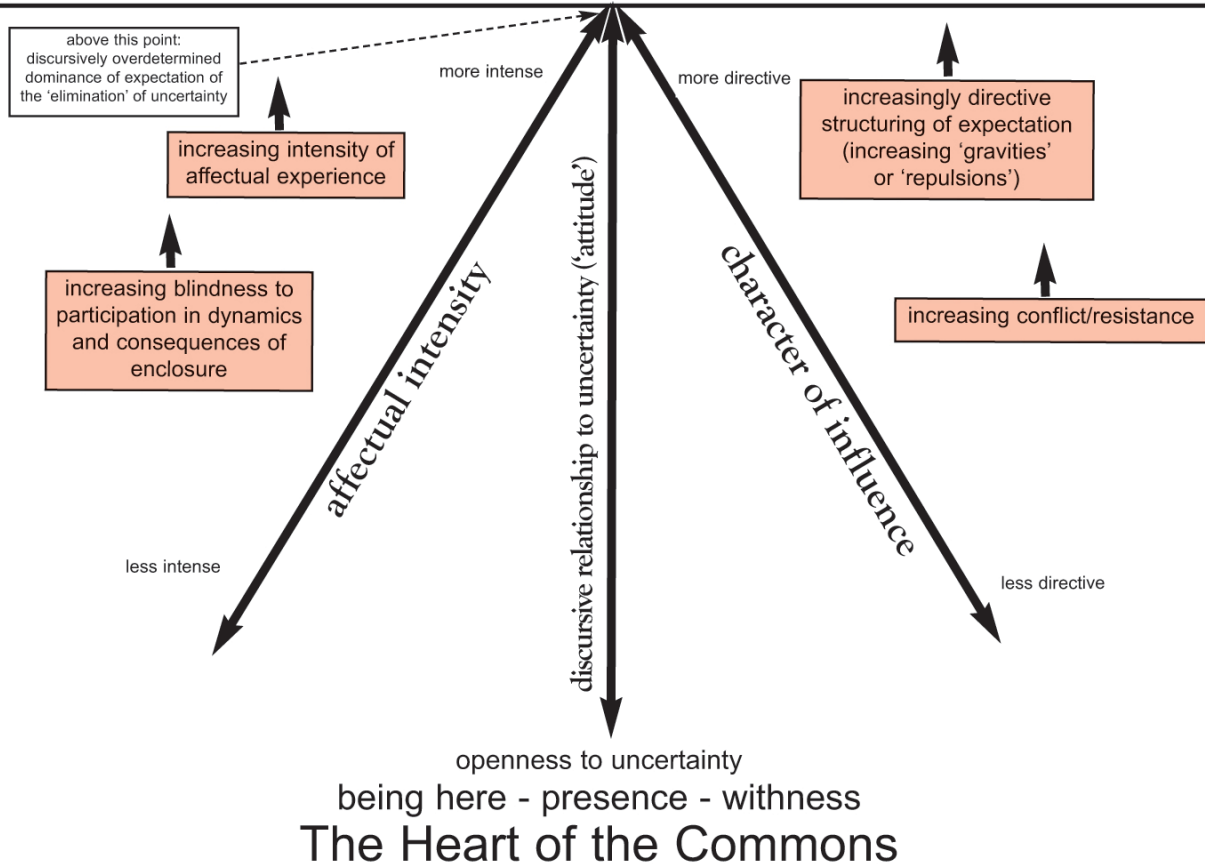 above this point:
discursively overdetermined
dominance of expectation of
the ‘elimination’ of uncertainty
more intense
more directive
increasing intensity of
affectual experience
increasingly directive
structuring of expectation
(increasing ‘gravities’
or ‘repulsions’)
increasing blindness to
participation in dynamics
and consequences of
enclosure
increasing conflict/resistance
affectual intensity
discursive relationship to uncertainty (‘attitude’)
character of influence
less intense
less directive
openness to uncertainty
being here - presence - withness
The Heart of the Commons